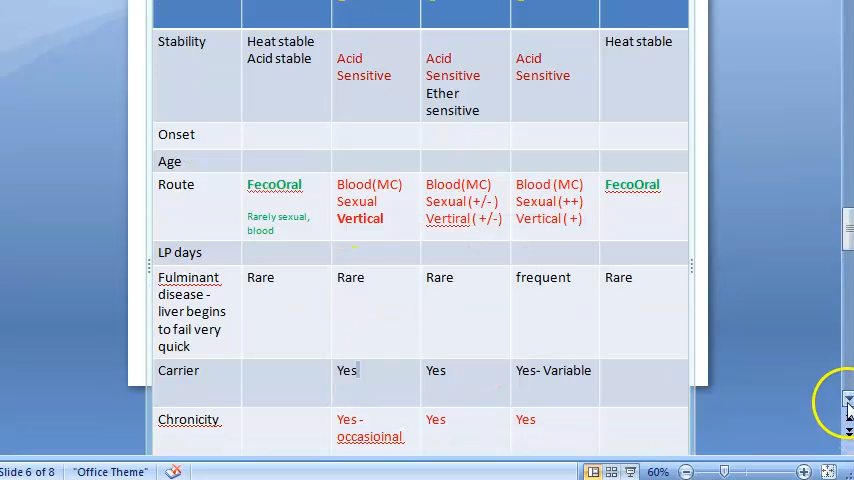 Stability
Heat stable
Acid stable
Acid
Sensitive
Acid
Sensitive
Ether
sensitive
Acid
Sensitive
Heat stable
Onset
Age
Route
FecoOral
Rarely sexual,
blood
Blood(MC)
Sexual
Vertical
Blood(MC)
Sexual(+/- )
Vertiral( +/-)
Blood (MC)
Sexual (++)
Vertical ( +)
FecoOral
LP days
Fulminant
disease -
liver begins
to fail very
quick
Rare
Rare
Rare
frequent
Rare
Carrier
Yes
Yes
Yes- Variable
Chronicity
Yes -
occasioinal
Yes
Yes
Slide 6 of 8
"Office Theme"
60%